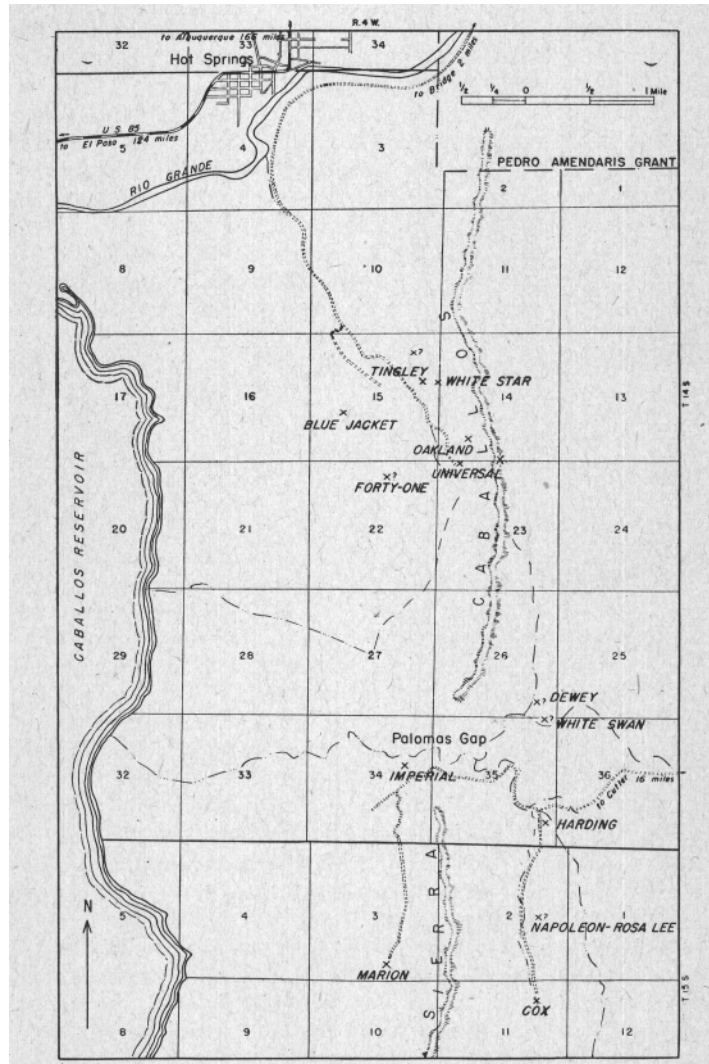 R. 4 W.
32
33
34
to Albuquerque 166 miles
Hot Springs
to Bridge 2 miles
1/2 1/4 0 1/2 1 Mile
U S 85
to El Paso 124 miles
5
4
3
RIO GRANDE
PEDRO AMENDARIS GRANT
2
1
8
9
10
11
12
17
16
15
14
13
T 14 S
TINGLEY
?
WHITE STAR
BLUE JACKET
OAKLAND
UNIVERSAL
FORTY-ONE
?
CABALLOS RESERVOIR
20
21
22
23
24
CABALLOS
29
28
27
26
25
DEWEY
?
WHITE SWAN
?
Palomas Gap
32
33
34
35
36
IMPERIAL
to Cutter 16 miles
HARDING
N
5
4
3
2
1
NAPOLEON-ROSA LEE
?
MARION
SIERRA
COX
T 15 S
8
9
10
11
12